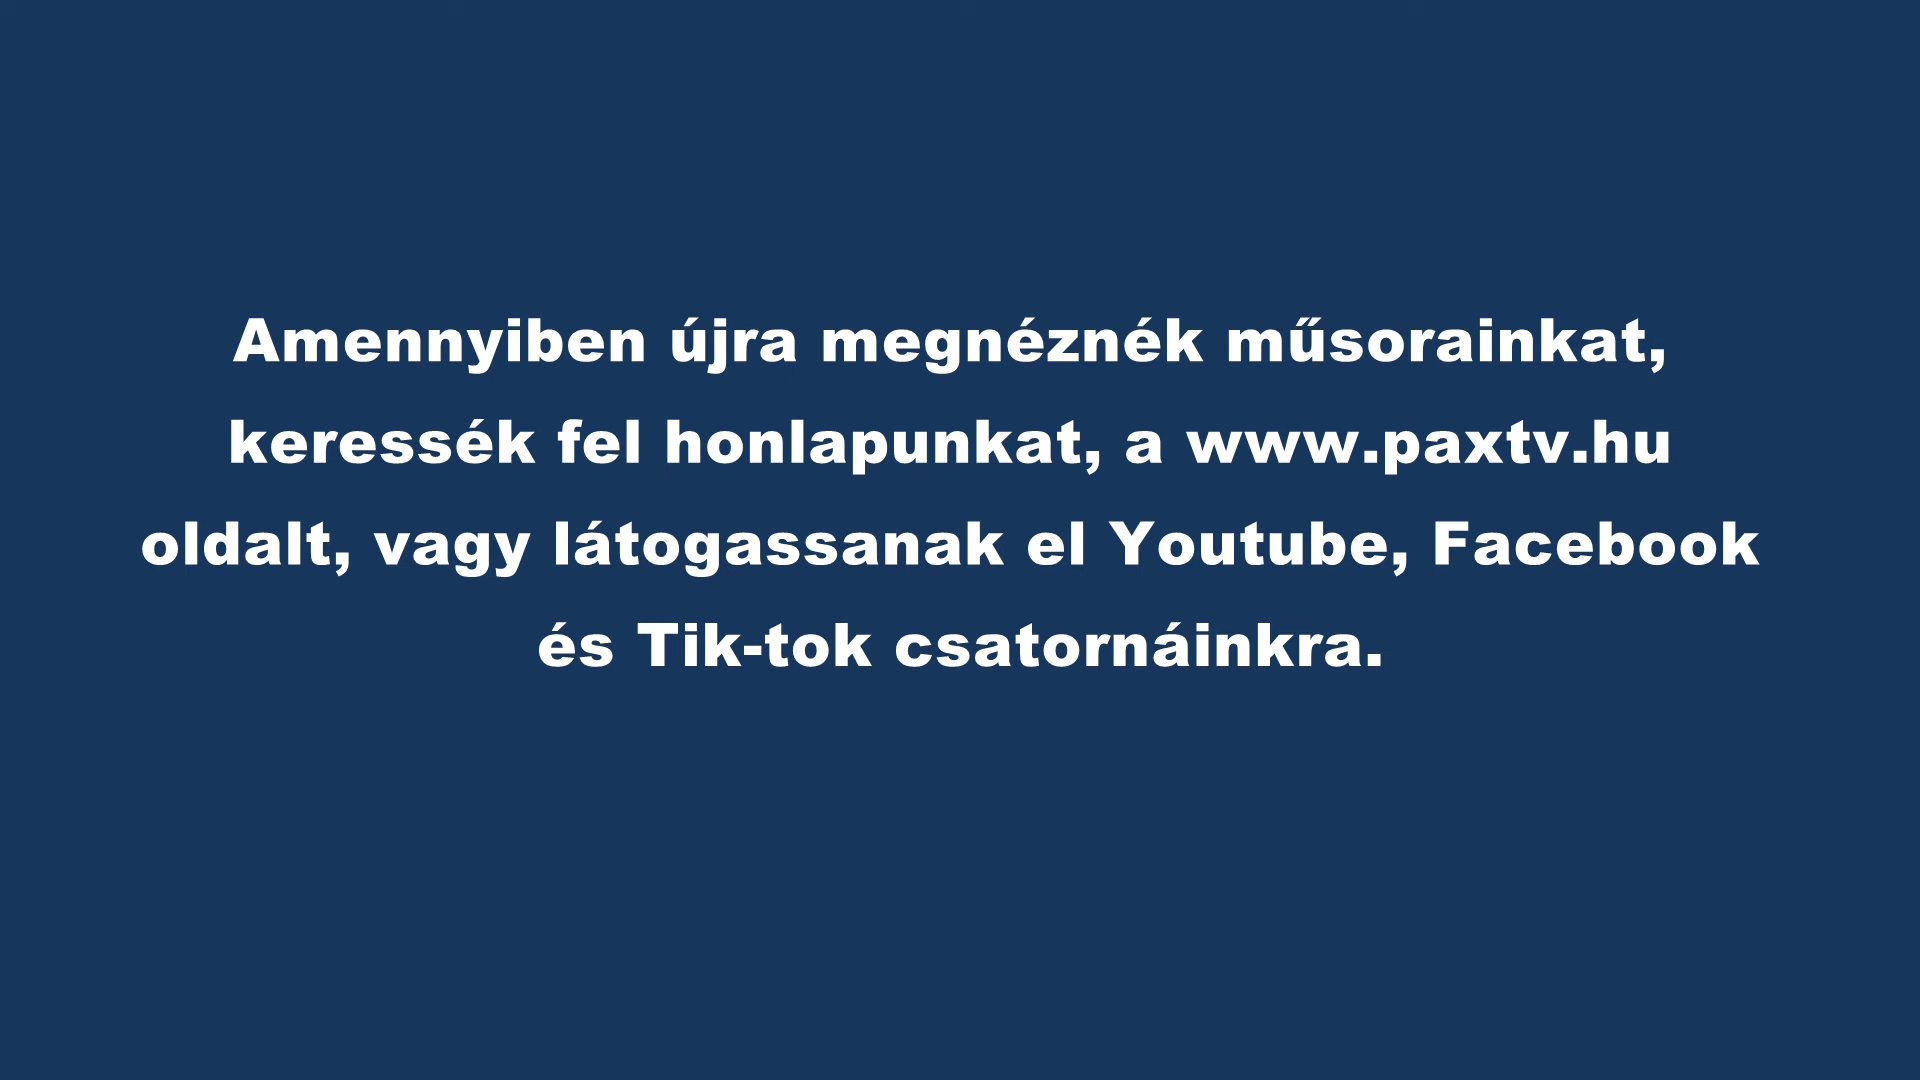 Amennyiben újra megnéznék műsorainkat,
keressék fel honlapunkat, a www.paxtv.hu
oldalt, vagy látogassanak el Youtube, Facebook
és Tik-tok csatornáinkra.